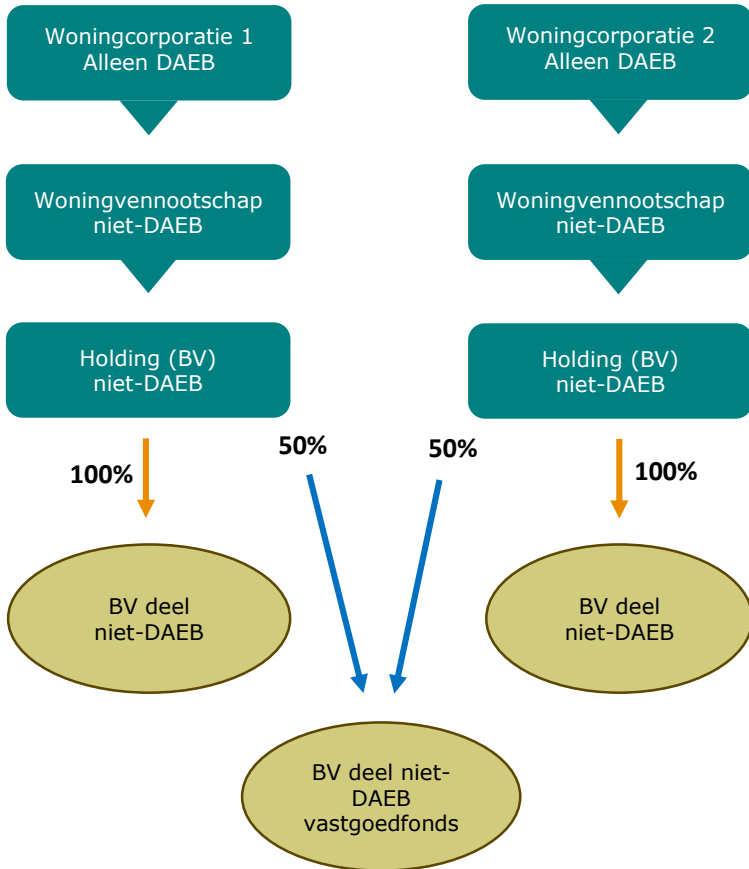 Woningcorporatie 1
Alleen DAEB
Woningcorporatie 2
Alleen DAEB
Woningvennootschap
niet-DAEB
Woningvennootschap
niet-DAEB
Holding (BV)
niet-DAEB
Holding (BV)
niet-DAEB
100%
50%
50%
100%
BV deel
niet-DAEB
BV deel
niet-DAEB
BV deel niet-
DAEB
vastgoedfonds